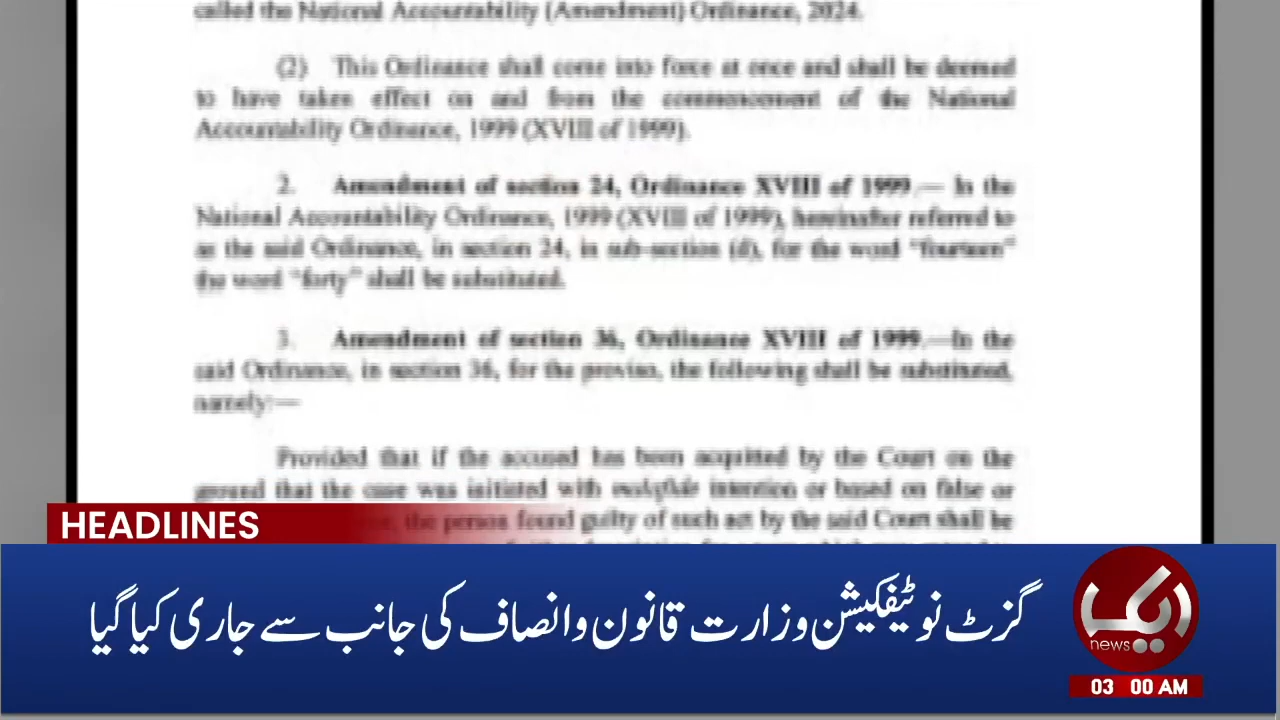 called the National Accountability (Amendment) Ordinance, 2024.
(2) This Ordinance shall come into force at once and shall be deemed
to have taken effect on and from the commencement of the National
Accountability Ordinance, 1999 (XVIII of 1999).
2. Amendment of section 24, Ordinance XVIII of 1999.— In the
National Accountability Ordinance, 1999 (XVIII of 1999), hereinafter referred to
as the said Ordinance, in section 24, in sub-section (d), for the word "fourteen"
the word "forty" shall be substituted.
3. Amendment of section 36, Ordinance XVIII of 1999.—In the
said Ordinance, in section 36, for the proviso, the following shall be substituted,
namely:—
Provided that if the accused has been acquitted by the Court on the
ground that the case was initiated with malafide intention or based on false or
the person found guilty of such act by the said Court shall be
HEADLINES
گزٹ نوٹیفکیشن وزارت قانون و انصاف کی جانب سے جاری کیا گیا
ایک
news
03 00 AM